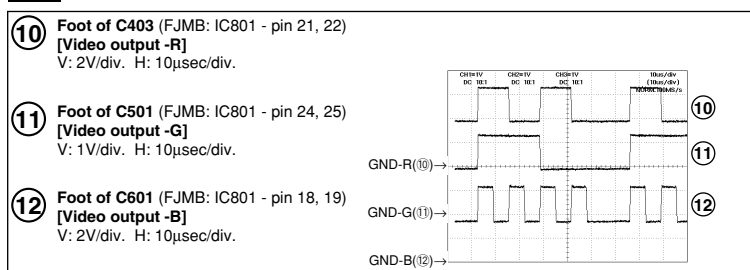 ⑩ Foot of C403 (FJMB: IC801 - pin 21, 22)
[Video output -R]
V: 2V/div. H: 10µsec/div.
⑪ Foot of C501 (FJMB: IC801 - pin 24, 25)
[Video output -G]
V: 1V/div. H: 10µsec/div.
⑫ Foot of C601 (FJMB: IC801 - pin 18, 19)
[Video output -B]
V: 2V/div. H: 10µsec/div.
CH1=1V CH2=1V CH3=1V 10us/div
DC 10:1 DC 10:1 DC 10:1 (10us/div)
NORM:100MS/s
⑩
⑪
GND-R(⑩)→
⑫
GND-G(⑪)→
GND-B(⑫)→